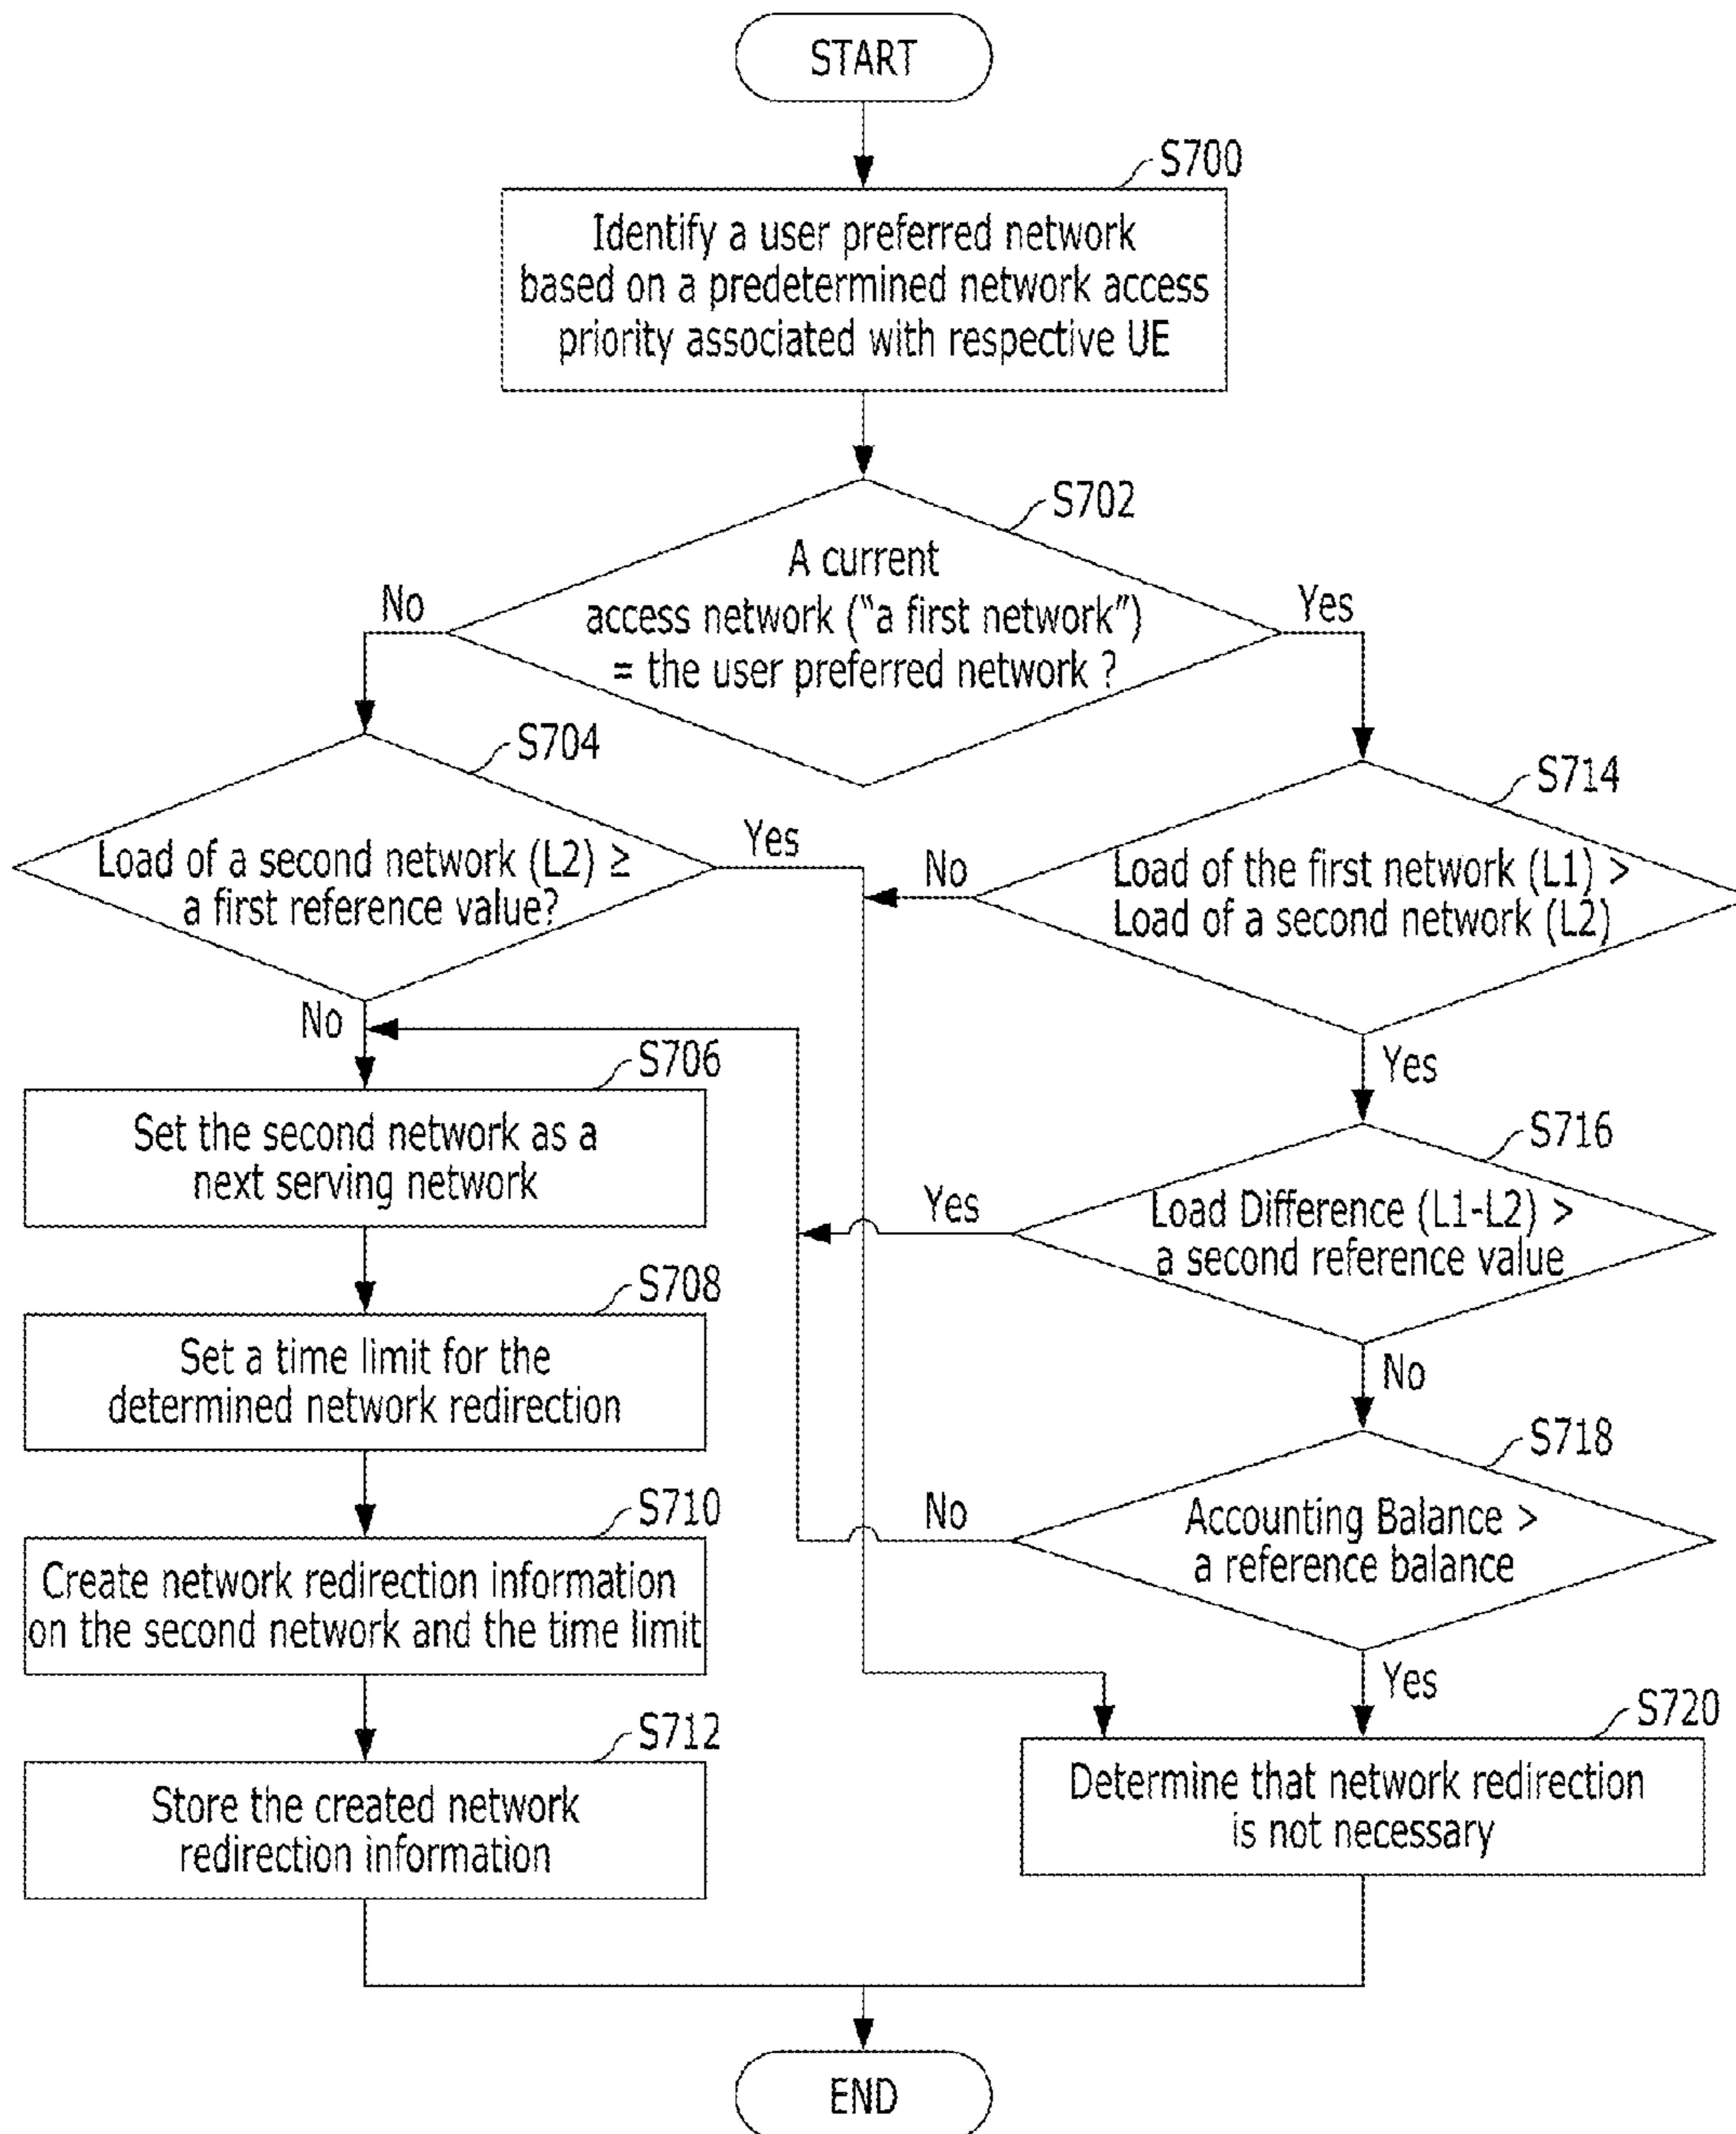 START
S700
Identify a user preferred network
based on a predetermined network access
priority associated with respective UE
S702
A current
access network (“a first network”)
= the user preferred network ?
No
Yes
S704
Load of a second network (L2) ≥
a first reference value?
Yes
No
S714
Load of the first network (L1) >
Load of a second network (L2)
No
Yes
S706
Set the second network as a
next serving network
S716
Load Difference (L1-L2) >
a second reference value
Yes
No
S708
Set a time limit for the
determined network redirection
S718
Accounting Balance >
a reference balance
No
Yes
S710
Create network redirection information
on the second network and the time limit
S712
Store the created network
redirection information
S720
Determine that network redirection
is not necessary
END